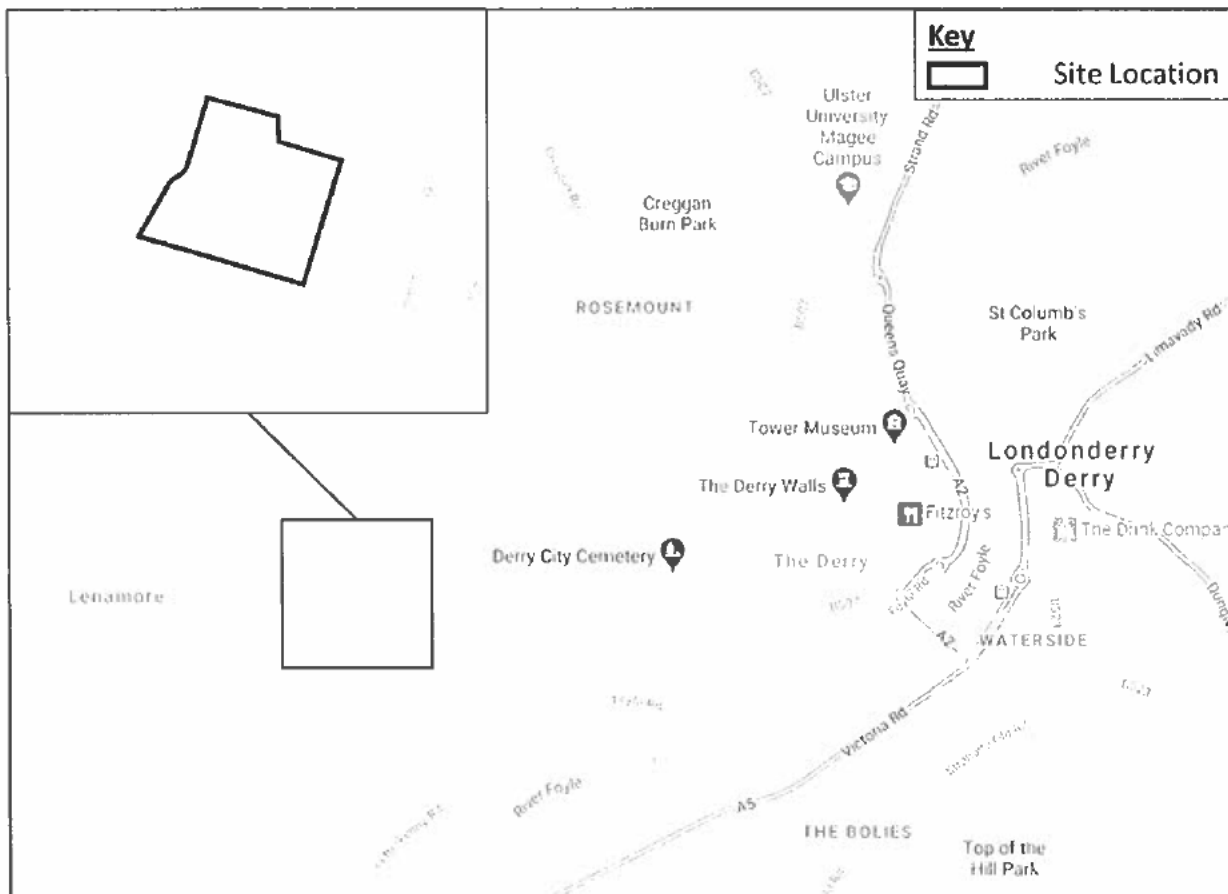 Key
Site Location
Ulster
University
Magee
Campus
Strand Rd
River Foyle
Creggan
Burn Park
ROSEMOUNT
Queens Quay
St Columb's
Park
Limavady Rd
Tower Museum
Londonderry
Derry
The Derry Walls
A2
Fitzroy's
The Drink Compan
Derry City Cemetery
The Derry
Lenamore
Foyle Rd
River Foyle
A2
WATERSIDE
Victoria Rd
River Foyle
A5
THE BOLIES
Top of the
Hill Park